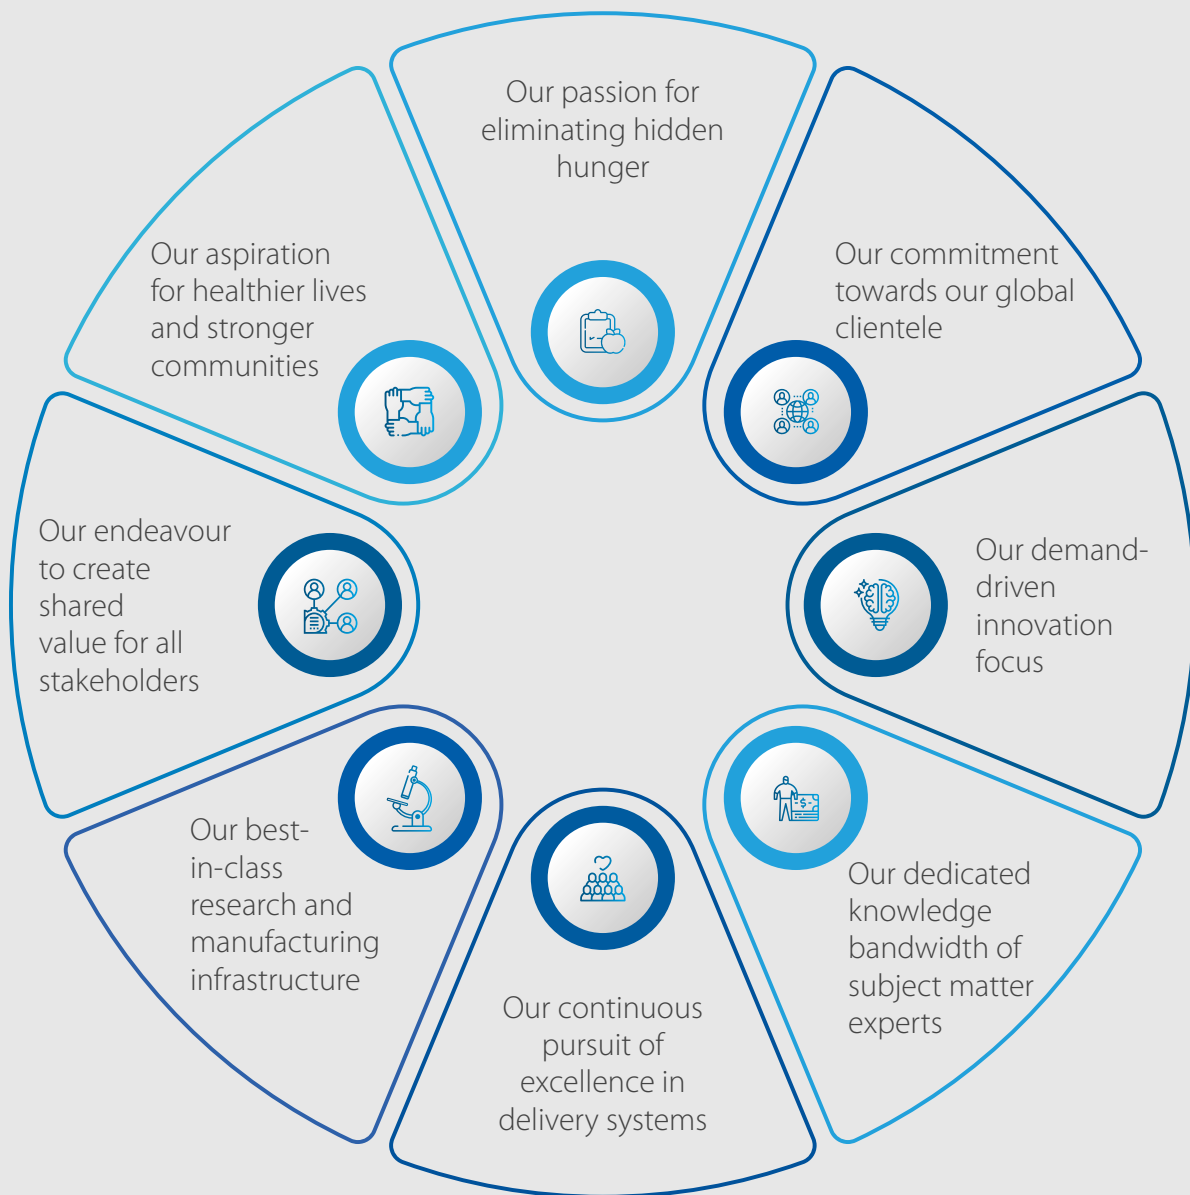 Our passion for
eliminating hidden
hunger
Our commitment
towards our global
clientele
Our demand-
driven
innovation
focus
Our dedicated
knowledge
bandwidth of
subject matter
experts
Our continuous
pursuit of
excellence in
delivery systems
Our best-
in-class
research and
manufacturing
infrastructure
Our endeavour
to create
shared
value for all
stakeholders
Our aspiration
for healthier lives
and stronger
communities